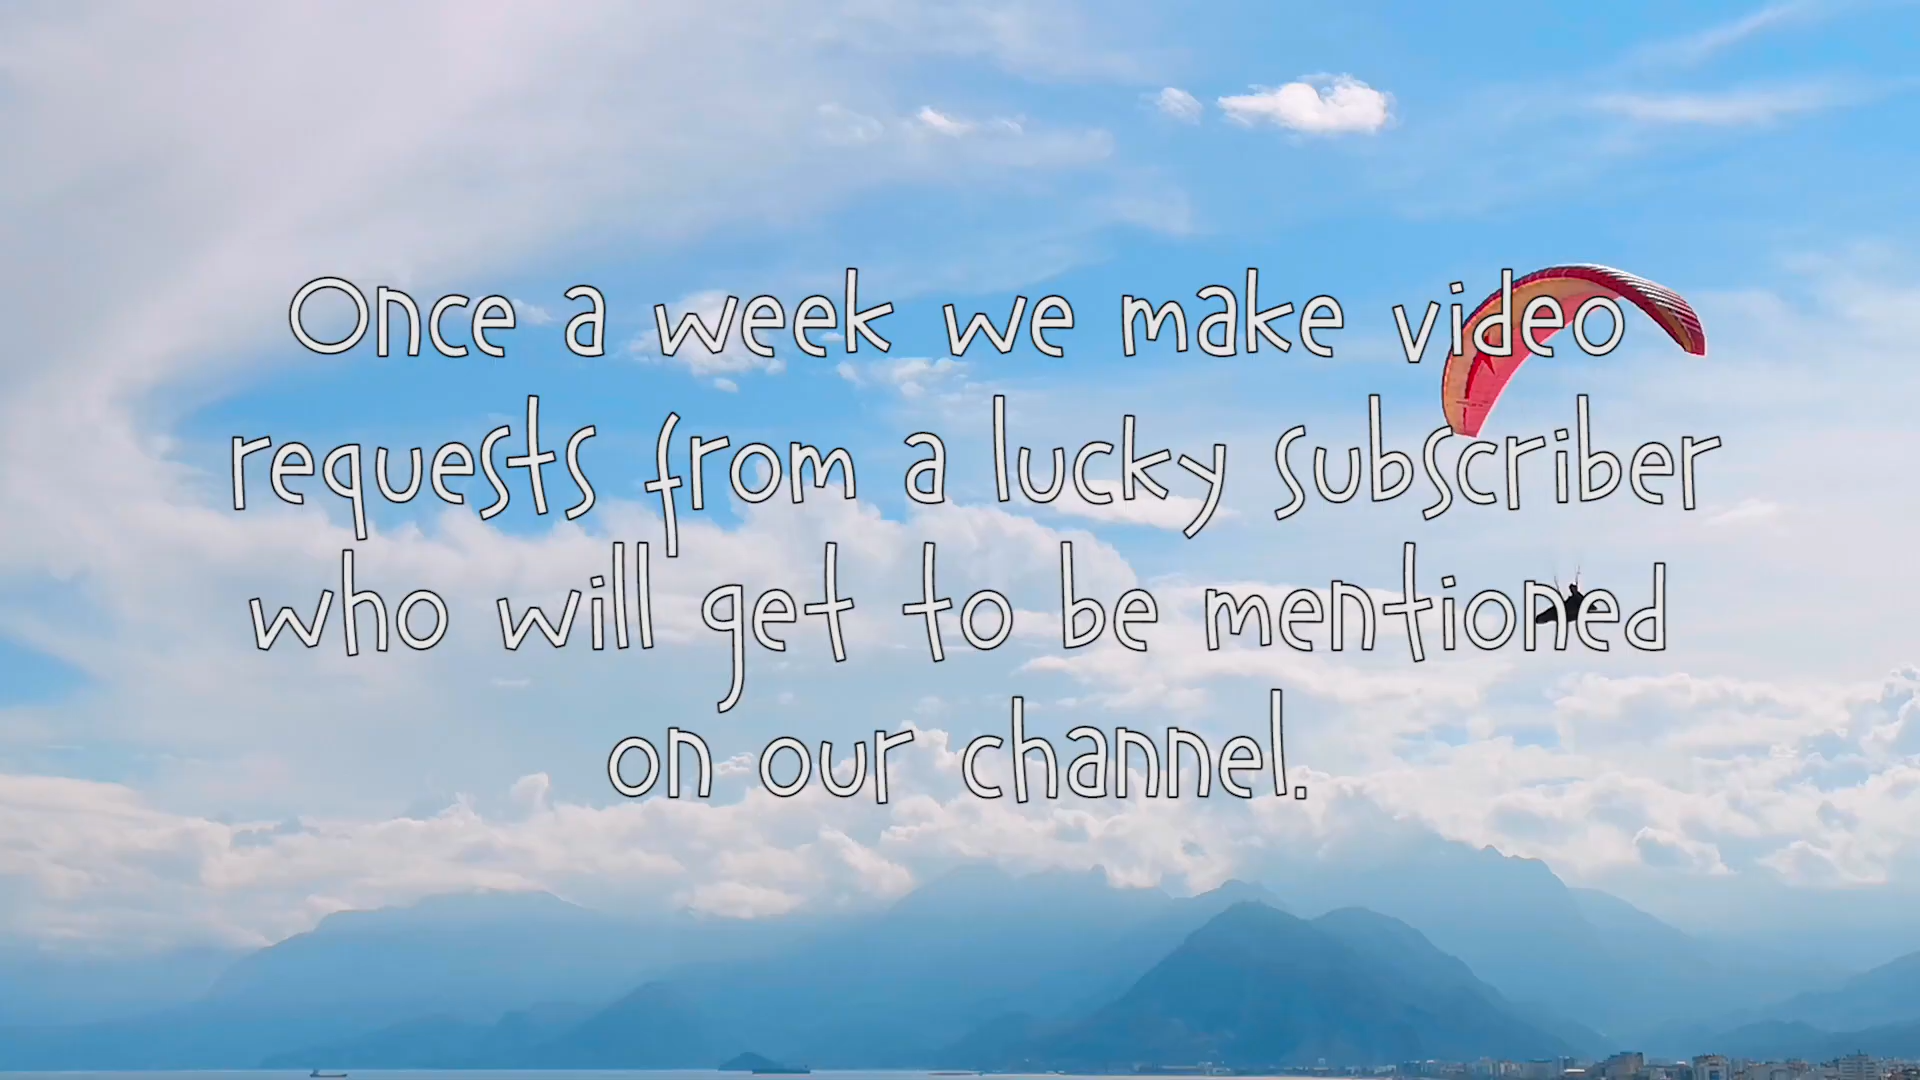 Once a week we make video
requests from a lucky subscriber
who will get to be mentioned
on our channel.